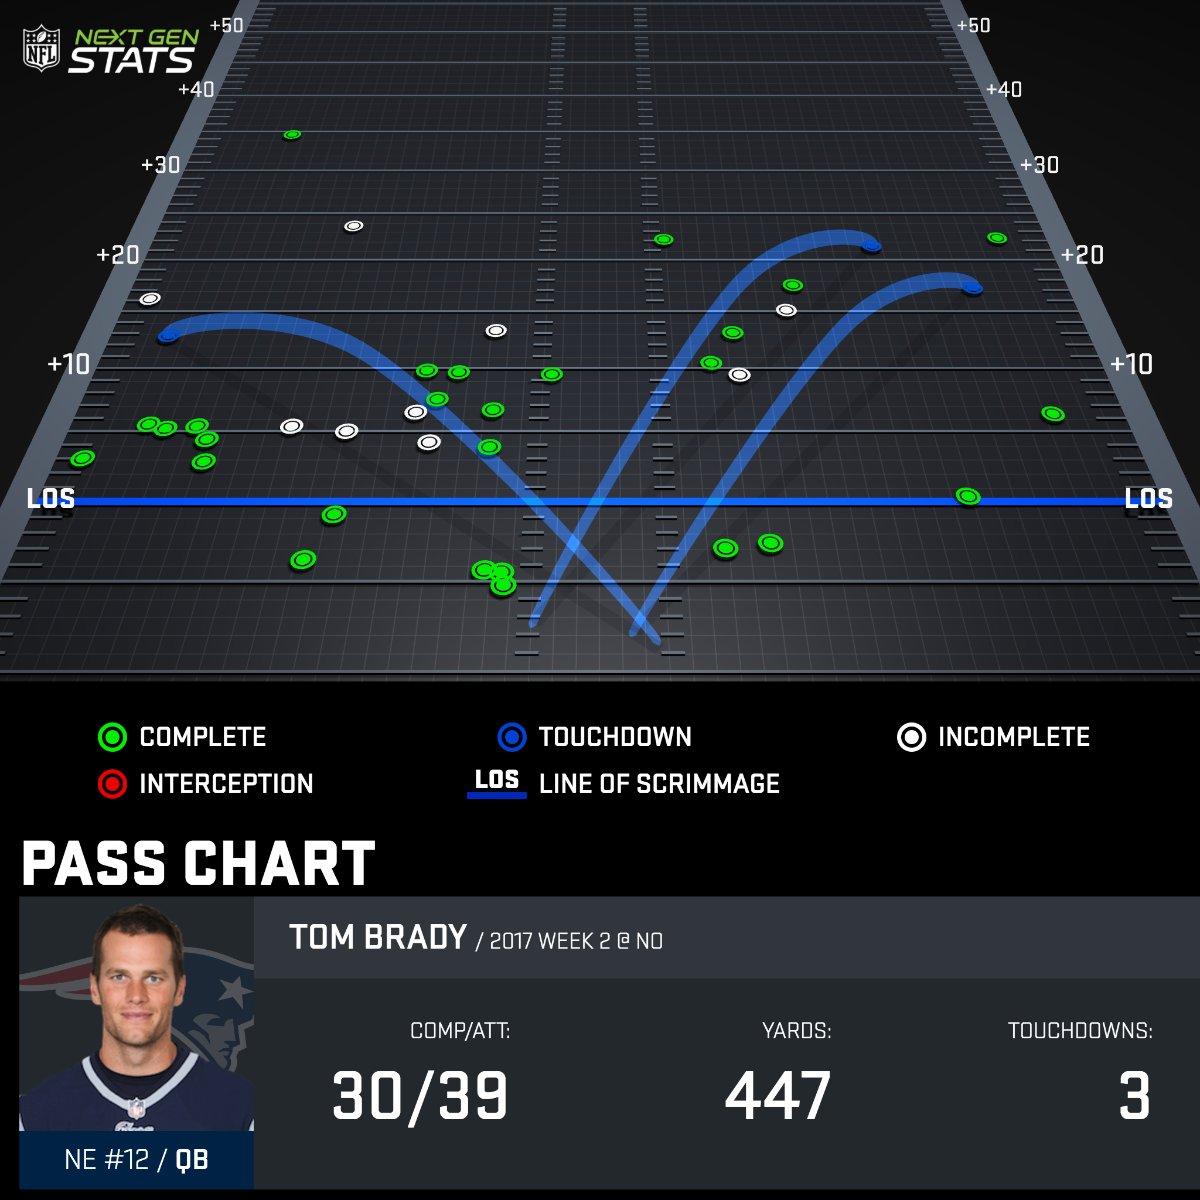 NFL NEXT GEN STATS
+50 +50
+40 +40
+30 +30
+20 +20
+10 +10
LOS LOS
COMPLETE TOUCHDOWN INCOMPLETE
INTERCEPTION LOS LINE OF SCRIMMAGE
PASS CHART
TOM BRADY / 2017 WEEK 2 @ NO
COMP/ATT: YARDS: TOUCHDOWNS:
30/39 447 3
NE #12 / QB